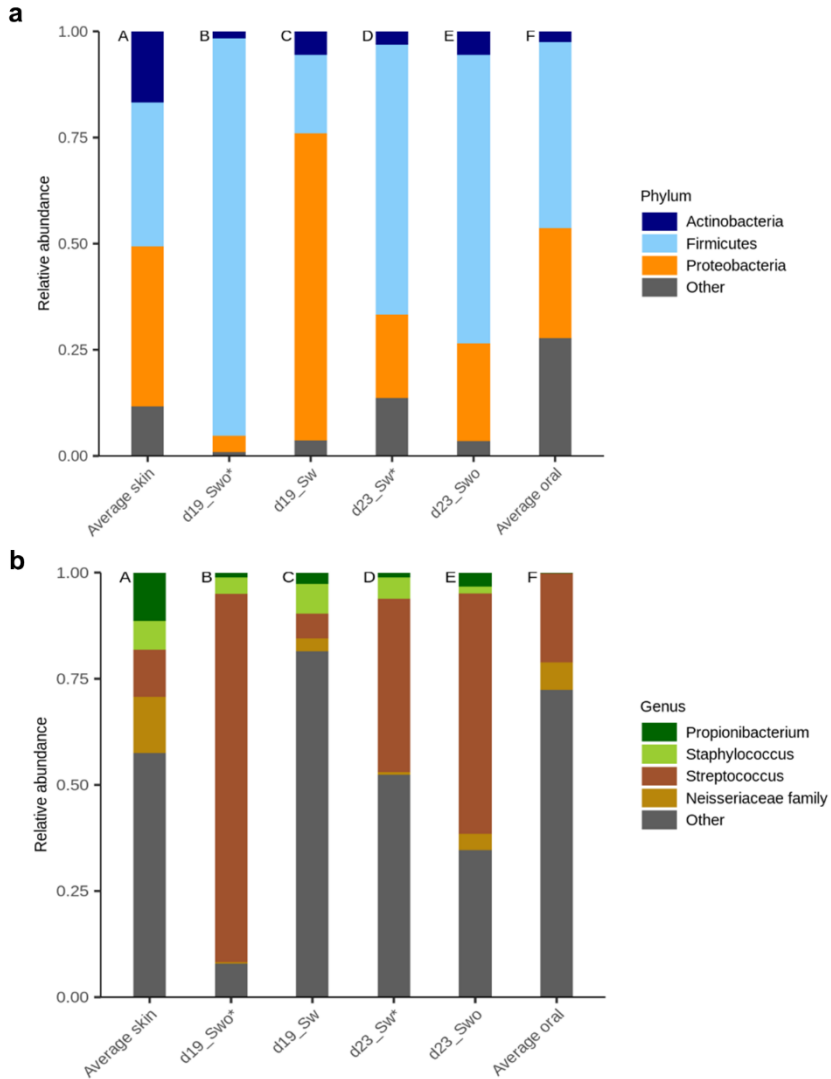 a
A
B
C
D
E
F
1.00
0.75
0.50
0.25
0.00
Relative abundance
Average skin
d19_Swo*
d19_Sw
d23_Sw*
d23_Swo
Average oral
Phylum
Actinobacteria
Firmicutes
Proteobacteria
Other
b
A
B
C
D
E
F
1.00
0.75
0.50
0.25
0.00
Relative abundance
Average skin
d19_Swo*
d19_Sw
d23_Sw*
d23_Swo
Average oral
Genus
Propionibacterium
Staphylococcus
Streptococcus
Neisseriaceae family
Other